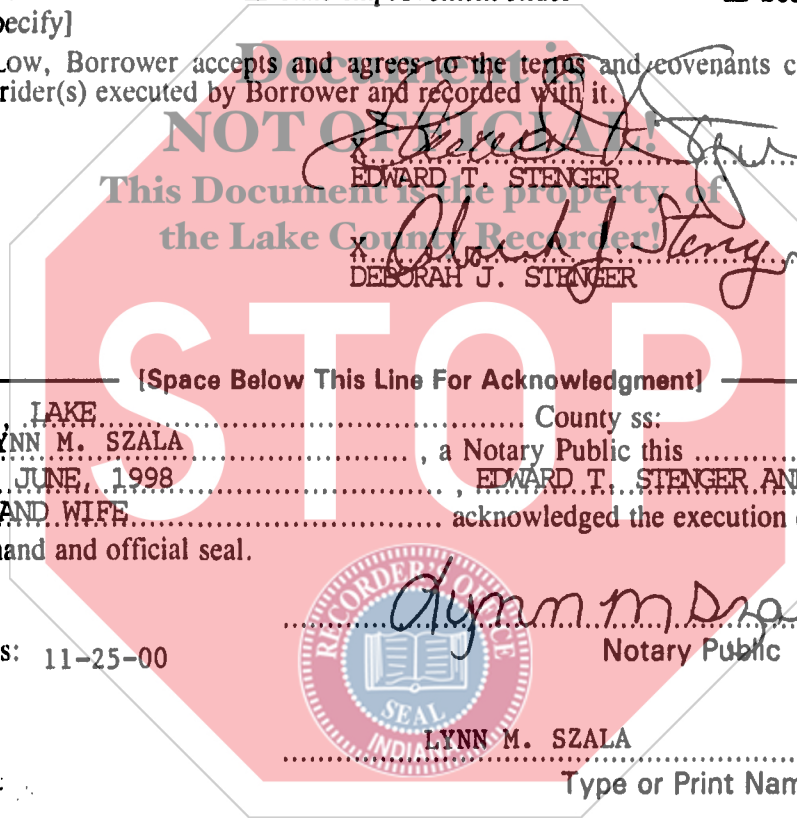 pecify]
Low, Borrower accepts and agrees to the terms and covenants c
rider(s) executed by Borrower and recorded with it.
Document is
NOT OFFICIAL!
This Document is the property of
the Lake County Recorder!
x
EDWARD T. STENGER
x Deborah J. Steng
DEBORAH J. STENGER
STOP
[Space Below This Line For Acknowledgment]
, LAKE County ss:
YNN M. SZALA , a Notary Public this
JUNE, 1998 , EDWARD T. STENGER AN
AND WIFE acknowledged the execution
hand and official seal.
Lynn M Sza
s: 11-25-00
Notary Public
RECORDER'S OFFICE
SEAL
INDIANA
LYNN M. SZALA
Type or Print Nam